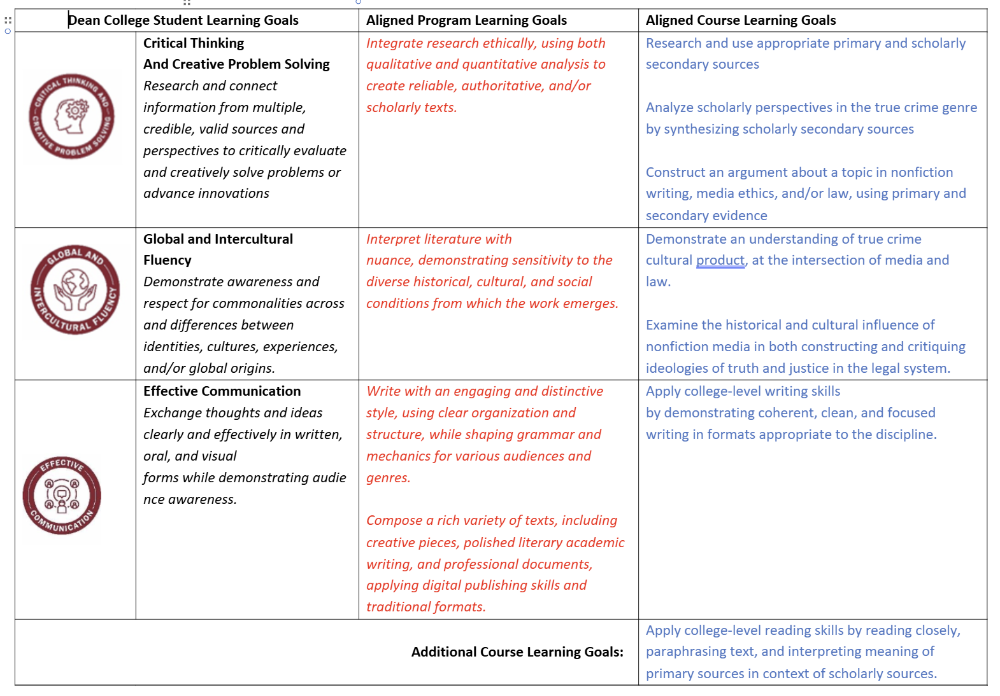 Dean College Student Learning Goals
Aligned Program Learning Goals
Aligned Course Learning Goals
CRITICAL THINKING AND
CREATIVE PROBLEM SOLVING
Critical Thinking
And Creative Problem Solving
Research and connect
information from multiple,
credible, valid sources and
perspectives to critically evaluate
and creatively solve problems or
advance innovations
Integrate research ethically, using both
qualitative and quantitative analysis to
create reliable, authoritative, and/or
scholarly texts.
Research and use appropriate primary and scholarly
secondary sources
Analyze scholarly perspectives in the true crime genre
by synthesizing scholarly secondary sources
Construct an argument about a topic in nonfiction
writing, media ethics, and/or law, using primary and
secondary evidence
GLOBAL AND
INTERCULTURAL FLUENCY
Global and Intercultural
Fluency
Demonstrate awareness and
respect for commonalities across
and differences between
identities, cultures, experiences,
and/or global origins.
Interpret literature with
nuance, demonstrating sensitivity to the
diverse historical, cultural, and social
conditions from which the work emerges.
Demonstrate an understanding of true crime
cultural product, at the intersection of media and
law.
Examine the historical and cultural influence of
nonfiction media in both constructing and critiquing
ideologies of truth and justice in the legal system.
EFFECTIVE
COMMUNICATION
Effective Communication
Exchange thoughts and ideas
clearly and effectively in written,
oral, and visual
forms while demonstrating audie
nce awareness.
Write with an engaging and distinctive
style, using clear organization and
structure, while shaping grammar and
mechanics for various audiences and
genres.
Compose a rich variety of texts, including
creative pieces, polished literary academic
writing, and professional documents,
applying digital publishing skills and
traditional formats.
Apply college-level writing skills
by demonstrating coherent, clean, and focused
writing in formats appropriate to the discipline.
Additional Course Learning Goals:
Apply college-level reading skills by reading closely,
paraphrasing text, and interpreting meaning of
primary sources in context of scholarly sources.